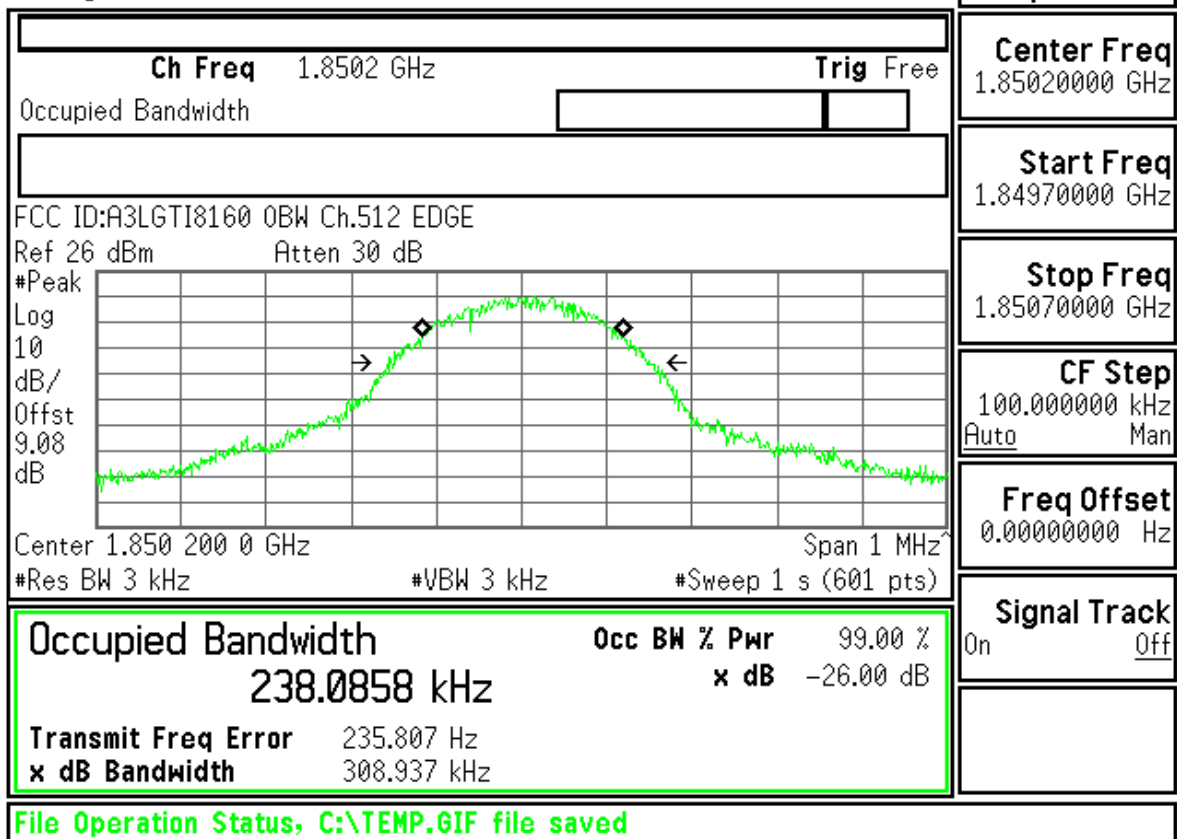 Ch Freq 1.8502 GHz Trig Free
Occupied Bandwidth
FCC ID:A3LGTI8160 OBW Ch.512 EDGE
Ref 26 dBm Atten 30 dB
#Peak
Log
10
dB/
Offst
9.08
dB
Center 1.850 200 0 GHz Span 1 MHz^
#Res BW 3 kHz #VBW 3 kHz #Sweep 1 s (601 pts)
Occupied Bandwidth Occ BW % Pwr 99.00 %
238.0858 kHz x dB -26.00 dB
Transmit Freq Error 235.807 Hz
x dB Bandwidth 308.937 kHz
File Operation Status, C:\TEMP.GIF file saved
Center Freq
1.85020000 GHz
Start Freq
1.84970000 GHz
Stop Freq
1.85070000 GHz
CF Step
100.000000 kHz
Auto Man
Freq Offset
0.00000000 Hz
Signal Track
On Off